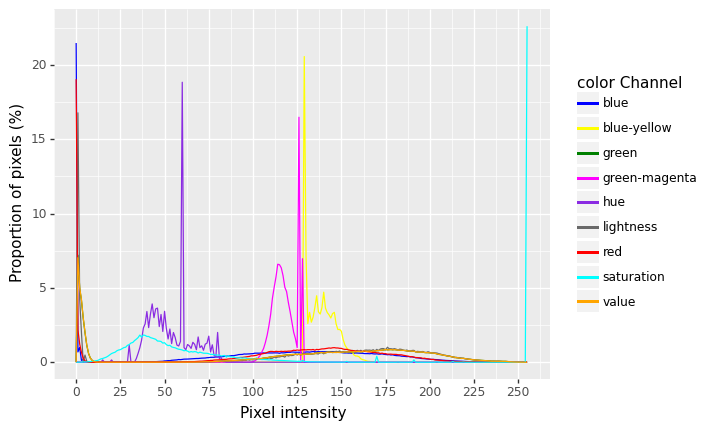 20
15
10
5
0
0 25 50 75 100 125 150 175 200 225 250
Pixel intensity
Proportion of pixels (%)
color Channel
blue
blue-yellow
green
green-magenta
hue
lightness
red
saturation
value